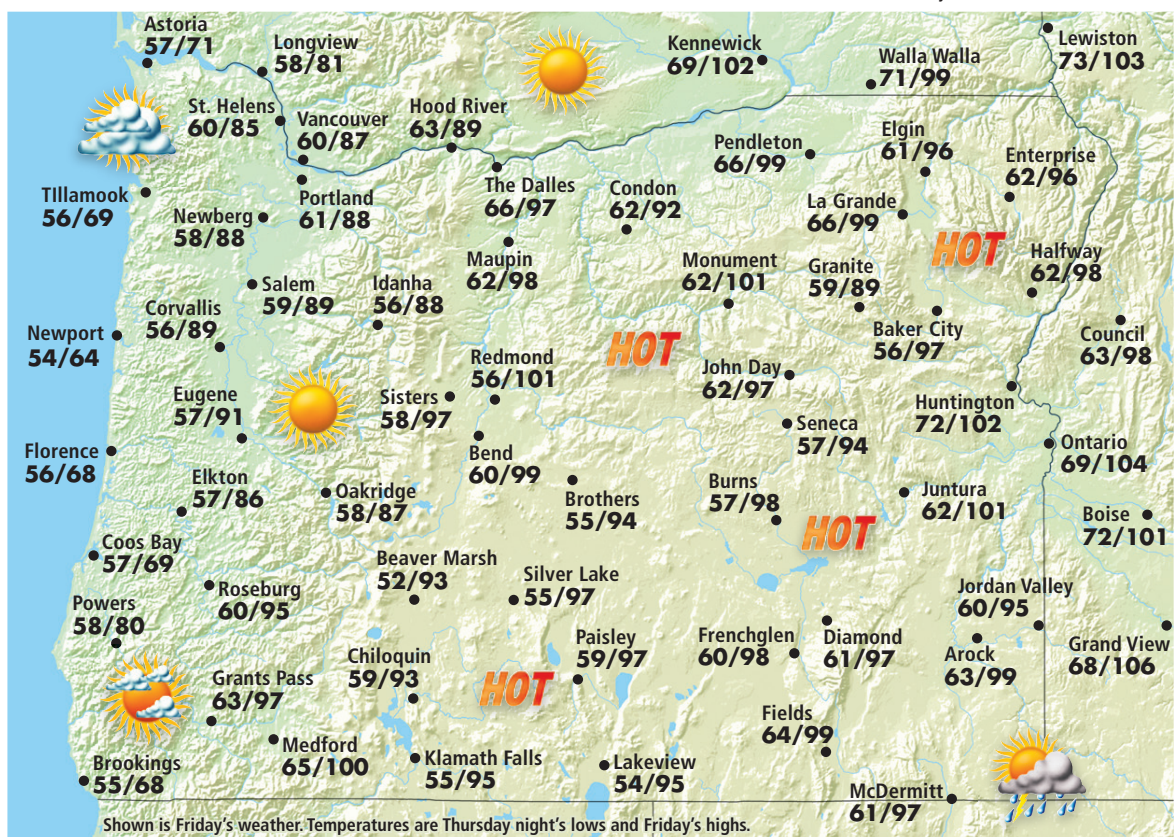 Astoria
57/71
Longview
58/81
Kennewick
69/102
Walla Walla
71/99
Lewiston
73/103
St. Helens
60/85
Vancouver
60/87
Hood River
63/89
Pendleton
66/99
Elgin
61/96
Enterprise
62/96
TIllamook
56/69
Newberg
58/88
Portland
61/88
The Dalles
66/97
Condon
62/92
La Grande
66/99
HOT
Maupin
62/98
Monument
62/101
Granite
59/89
Halfway
62/98
Salem
59/89
Idanha
56/88
Corvallis
56/89
Newport
54/64
HOT
Baker City
56/97
Council
63/98
Redmond
56/101
John Day
62/97
Eugene
57/91
Sisters
58/97
Huntington
72/102
Seneca
57/94
Florence
56/68
Bend
60/99
Ontario
69/104
Elkton
57/86
Oakridge
58/87
Brothers
55/94
Burns
57/98
Juntura
62/101
Boise
72/101
HOT
Coos Bay
57/69
Beaver Marsh
52/93
Silver Lake
55/97
Roseburg
60/95
Jordan Valley
60/95
Powers
58/80
Paisley
59/97
Frenchglen
60/98
Diamond
61/97
Arock
63/99
Grand View
68/106
Chiloquin
59/93
Grants Pass
63/97
HOT
Fields
64/99
Medford
65/100
Klamath Falls
55/95
Lakeview
54/95
Brookings
55/68
McDermitt
61/97
Shown is Friday's weather. Temperatures are Thursday night's lows and Friday's highs.